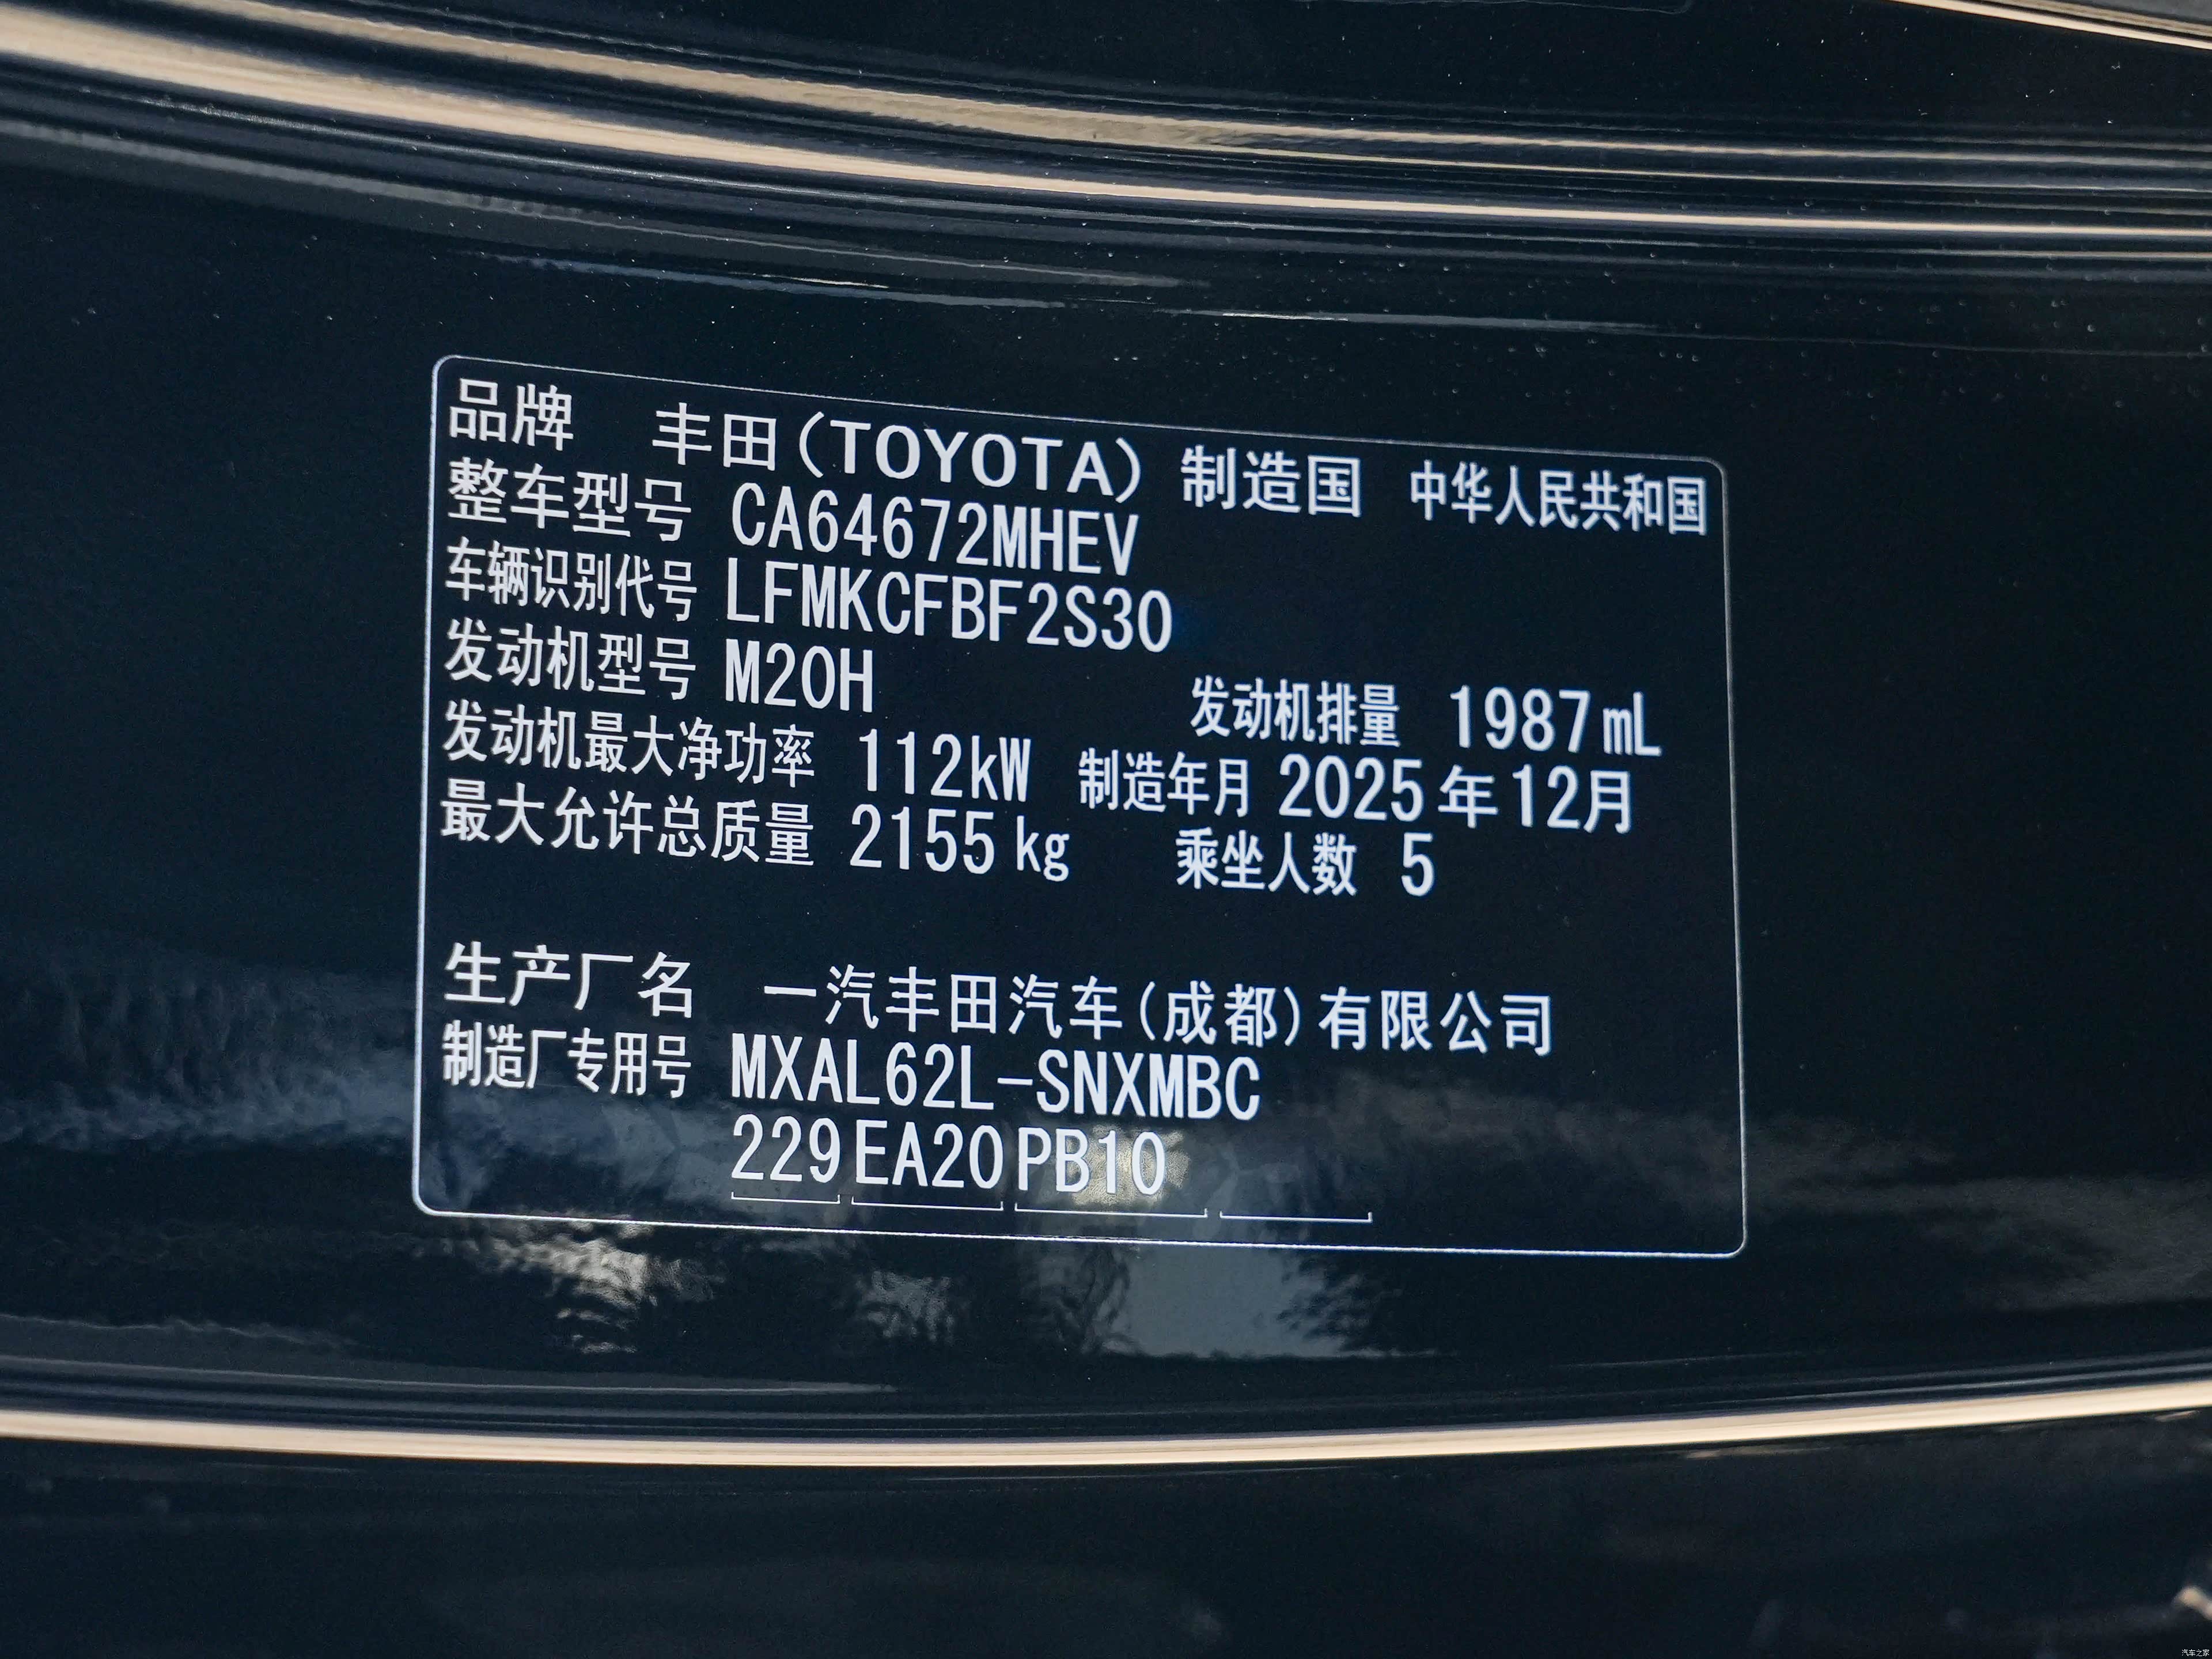 品牌 丰田(TOYOTA) 制造国 中华人民共和国
整车型号 CA64672MHEV
车辆识别代号 LFMKCFBF2S30
发动机型号 M20H 发动机排量 1987mL
发动机最大净功率 112kW 制造年月 2025年12月
最大允许总质量 2155kg 乘坐人数 5
生产厂名 一汽丰田汽车(成都)有限公司
制造厂专用号 MXAL62L-SNXMBC
229 EA20 PB10
汽车之家